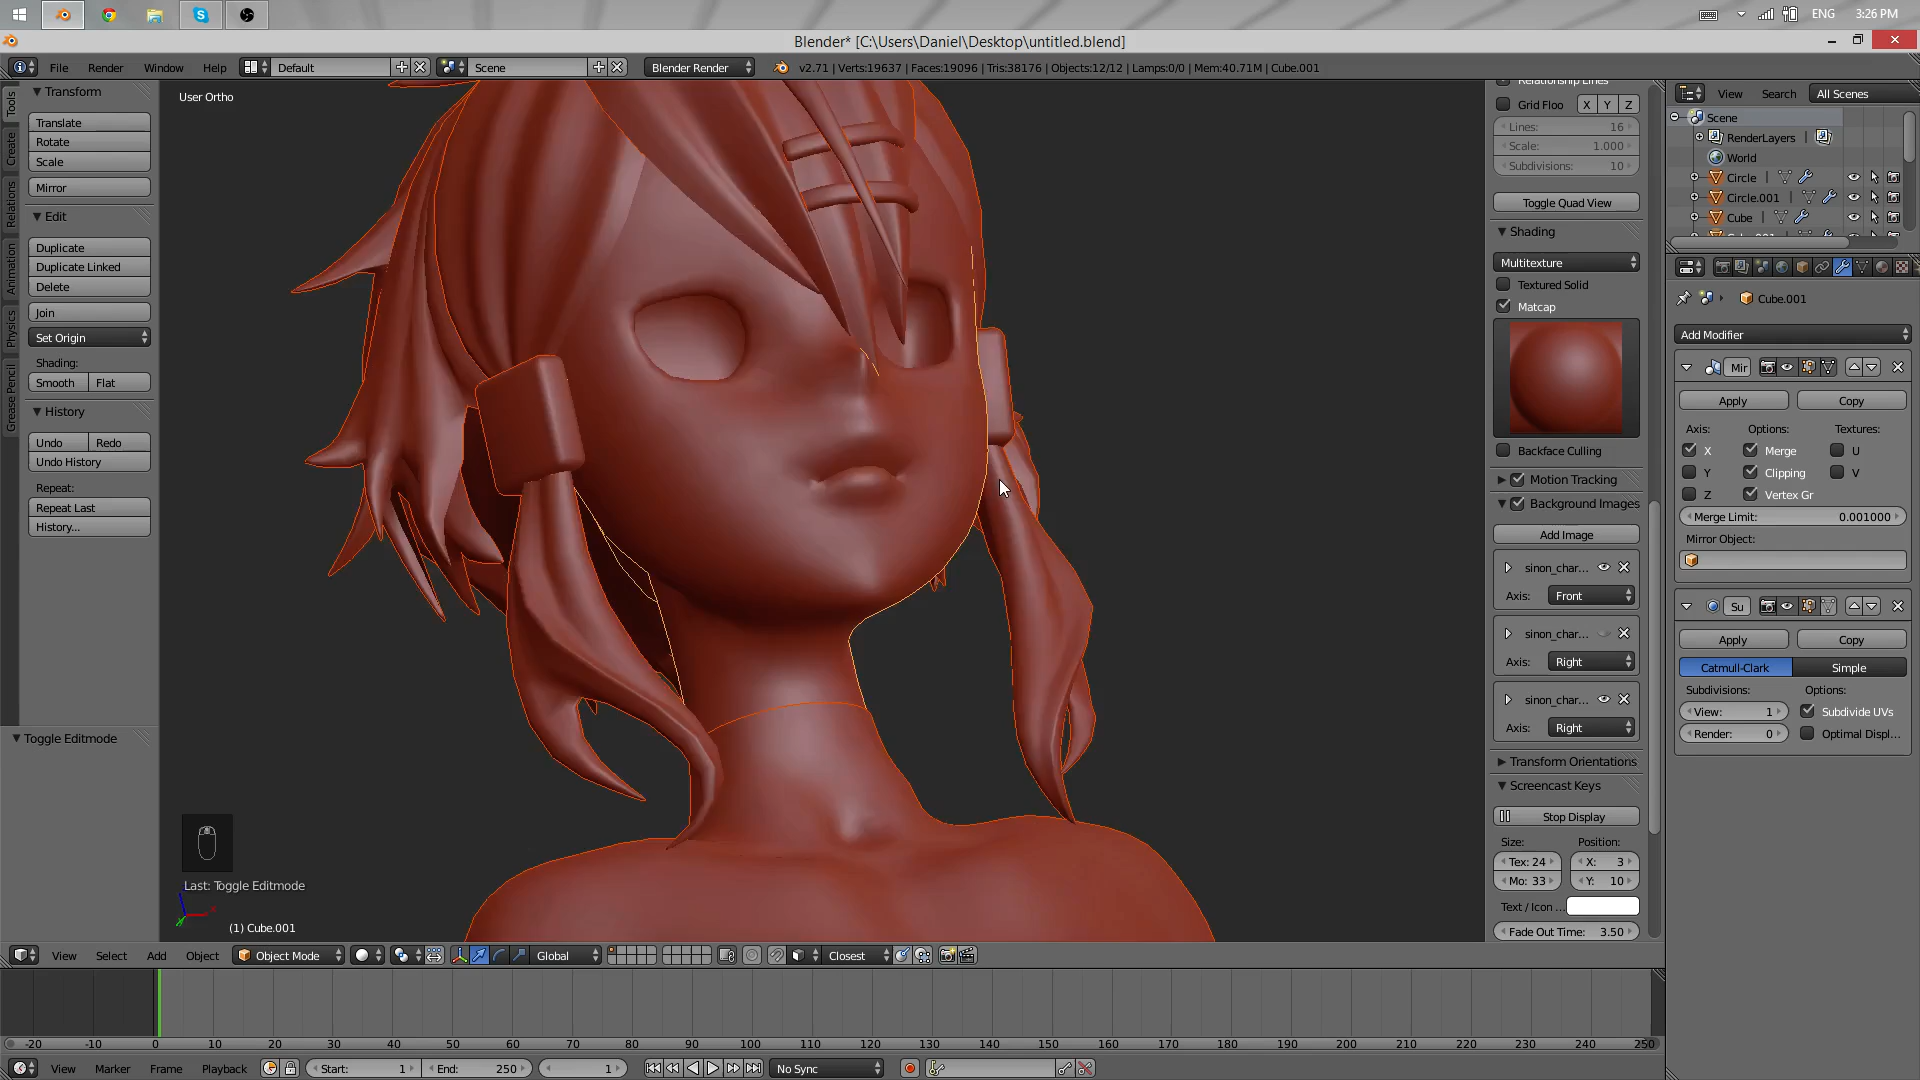 ENG 3:26 PM
Blender* [C:\Users\Daniel\Desktop\untitled.blend]
File Render Window Help Default Scene Blender Render v2.71 | Verts:19637 | Faces:19096 | Tris:38176 | Objects:12/12 | Lamps:0/0 | Mem:40.71M | Cube.001
Tools
Create
Relations
Animation
Physics
Grease Pencil
Transform
Translate
Rotate
Scale
Mirror
Edit
Duplicate
Duplicate Linked
Delete
Join
Set Origin
Shading:
Smooth Flat
History
Undo Redo
Undo History
Repeat:
Repeat Last
History...
Toggle Editmode
User Ortho
Last: Toggle Editmode
(1) Cube.001
Grid Floo X Y Z
Lines: 16
Scale: 1.000
Subdivisions: 10
Toggle Quad View
Shading
Multitexture
Textured Solid
Matcap
Backface Culling
Motion Tracking
Background Images
Add Image
sinon_char...
Axis: Front
sinon_char...
Axis: Right
sinon_char...
Axis: Right
Transform Orientations
Screencast Keys
Stop Display
Size: Position:
Tex: 24 X: 3
Mo: 33 Y: 10
Text / Icon ...
Fade Out Time: 3.50
View Search All Scenes
Scene
RenderLayers
World
Circle
Circle.001
Cube
Cube.001
Add Modifier
Mir
Apply Copy
Axis: Options: Textures:
X Merge U
Y Clipping V
Z Vertex Gr
Merge Limit: 0.001000
Mirror Object:
Su
Apply Copy
Catmull-Clark Simple
Subdivisions: Options:
View: 1 Subdivide UVs
Render: 0 Optimal Displ...
View Select Add Object Object Mode Global Closest
-20 -10 0 10 20 30 40 50 60 70 80 90 100 110 120 130 140 150 160 170 180 190 200 210 220 230 240 250
View Marker Frame Playback Start: 1 End: 250 1 No Sync